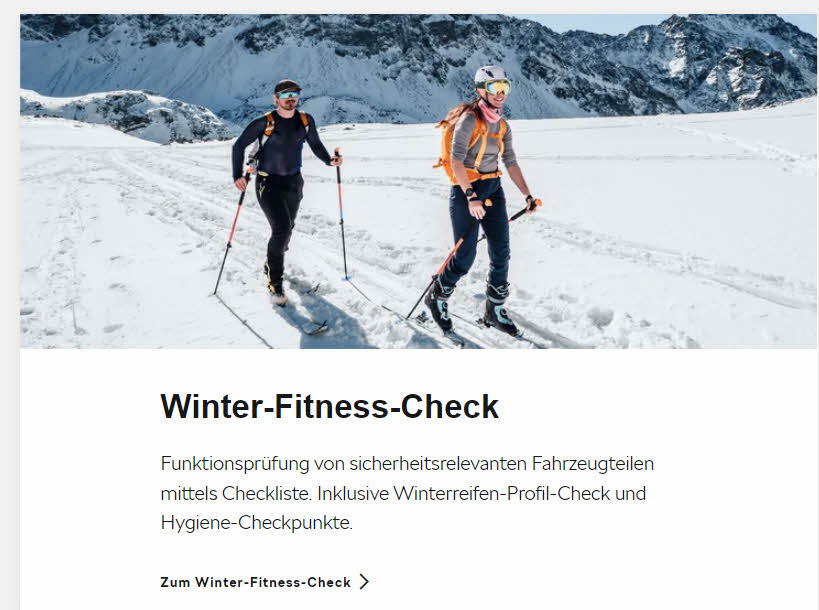 Winter-Fitness-Check
Funktionsprüfung von sicherheitsrelevanten Fahrzeugteilen
mittels Checkliste. Inklusive Winterreifen-Profil-Check und
Hygiene-Checkpunkte.
Zum Winter-Fitness-Check